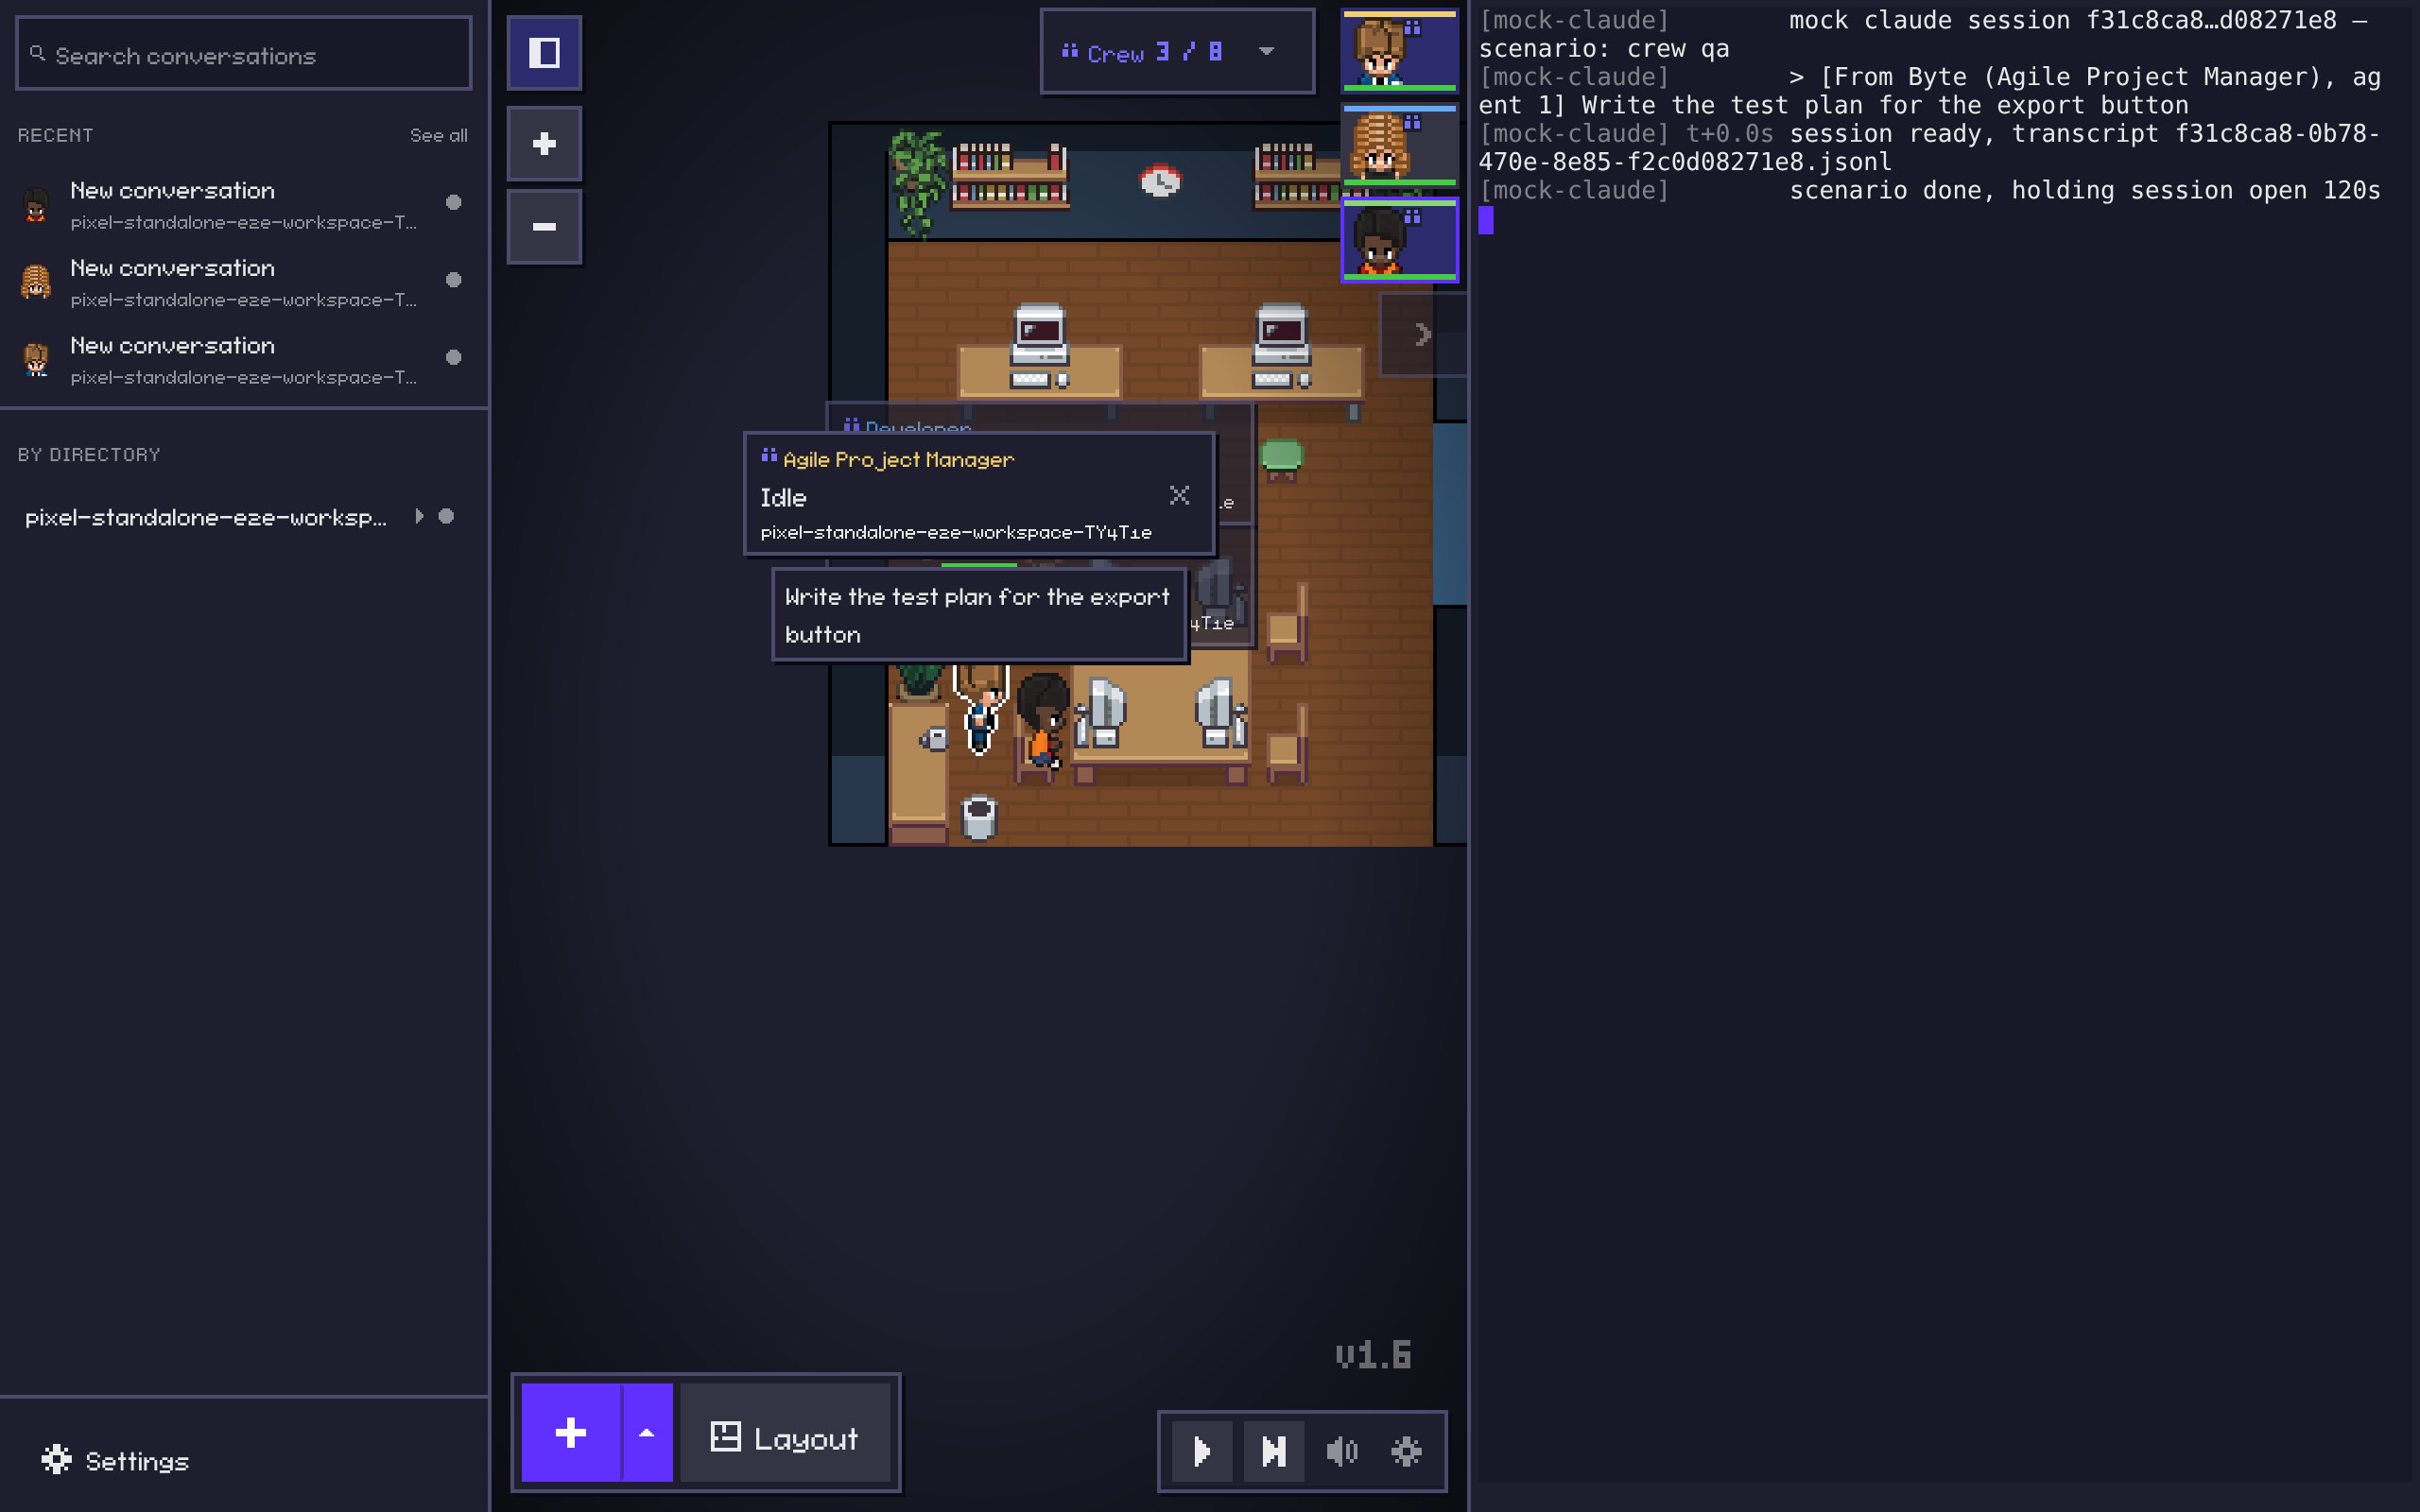 Search conversations
RECENT
See all
New conversation
pixel-standalone-e2e-workspace-T...
New conversation
pixel-standalone-e2e-workspace-T...
New conversation
pixel-standalone-e2e-workspace-T...
BY DIRECTORY
pixel-standalone-e2e-worksp...
Settings
Crew 3 / 8
Developer
Agile Project Manager
Idle
pixel-standalone-e2e-workspace-TY4T1e
Write the test plan for the export
button
4T1e
v1.6
Layout
[mock-claude] mock claude session f31c8ca8…d08271e8 —
scenario: crew qa
[mock-claude] > [From Byte (Agile Project Manager), ag
ent 1] Write the test plan for the export button
[mock-claude] t+0.0s session ready, transcript f31c8ca8-0b78-
470e-8e85-f2c0d08271e8.jsonl
[mock-claude] scenario done, holding session open 120s